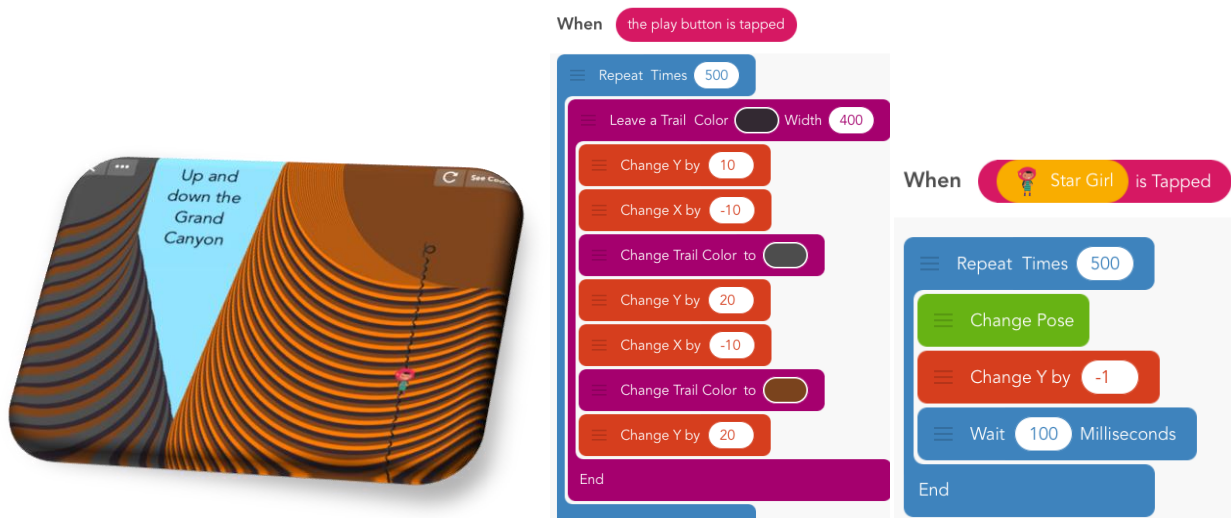 •••
See
Up and
down the
Grand
Canyon
When the play button is tapped
Repeat Times 500
Leave a Trail Color Width 400
Change Y by 10
Change X by -10
Change Trail Color to
Change Y by 20
Change X by -10
Change Trail Color to
Change Y by 20
End
When Star Girl is Tapped
Repeat Times 500
Change Pose
Change Y by -1
Wait 100 Milliseconds
End